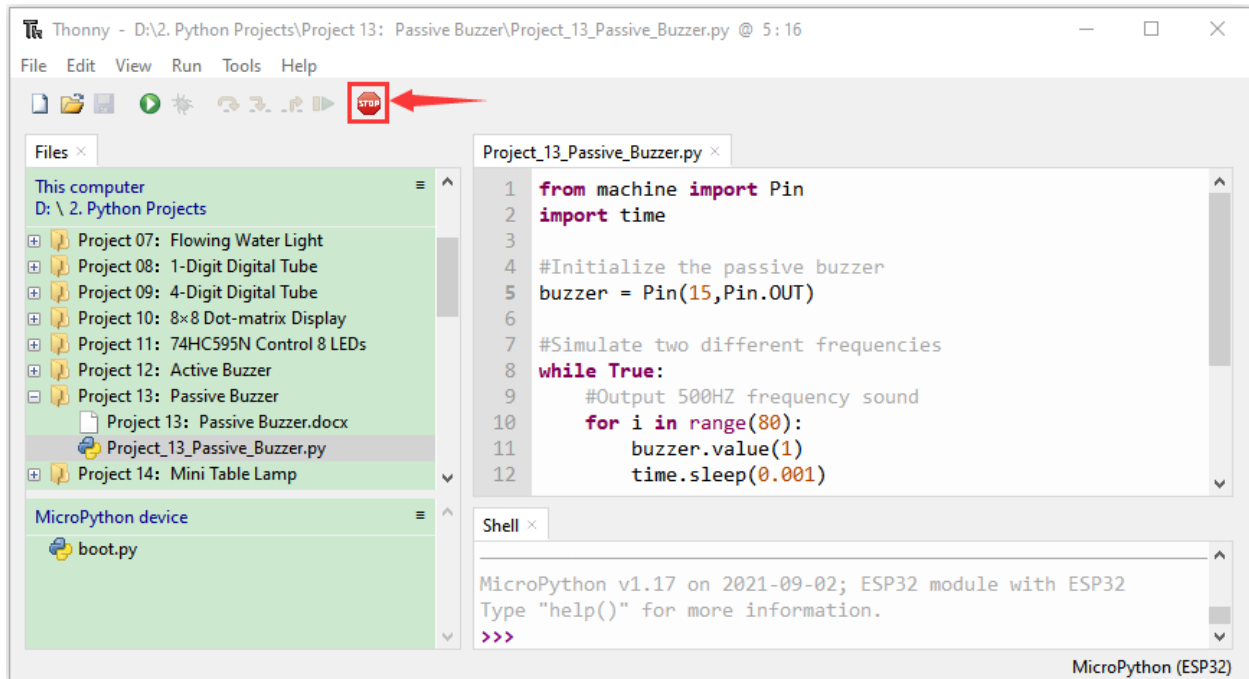 Thonny - D:\2. Python Projects\Project 13: Passive Buzzer\Project_13_Passive_Buzzer.py @ 5:16
File Edit View Run Tools Help
STOP
Files
This computer
D: \ 2. Python Projects
Project 07: Flowing Water Light
Project 08: 1-Digit Digital Tube
Project 09: 4-Digit Digital Tube
Project 10: 8×8 Dot-matrix Display
Project 11: 74HC595N Control 8 LEDs
Project 12: Active Buzzer
Project 13: Passive Buzzer
Project 13: Passive Buzzer.docx
Project_13_Passive_Buzzer.py
Project 14: Mini Table Lamp
MicroPython device
boot.py
Project_13_Passive_Buzzer.py
1 from machine import Pin
2 import time
3
4 #Initialize the passive buzzer
5 buzzer = Pin(15,Pin.OUT)
6
7 #Simulate two different frequencies
8 while True:
9     #Output 500HZ frequency sound
10     for i in range(80):
11         buzzer.value(1)
12         time.sleep(0.001)
Shell
MicroPython v1.17 on 2021-09-02; ESP32 module with ESP32
Type "help()" for more information.
>>>
MicroPython (ESP32)